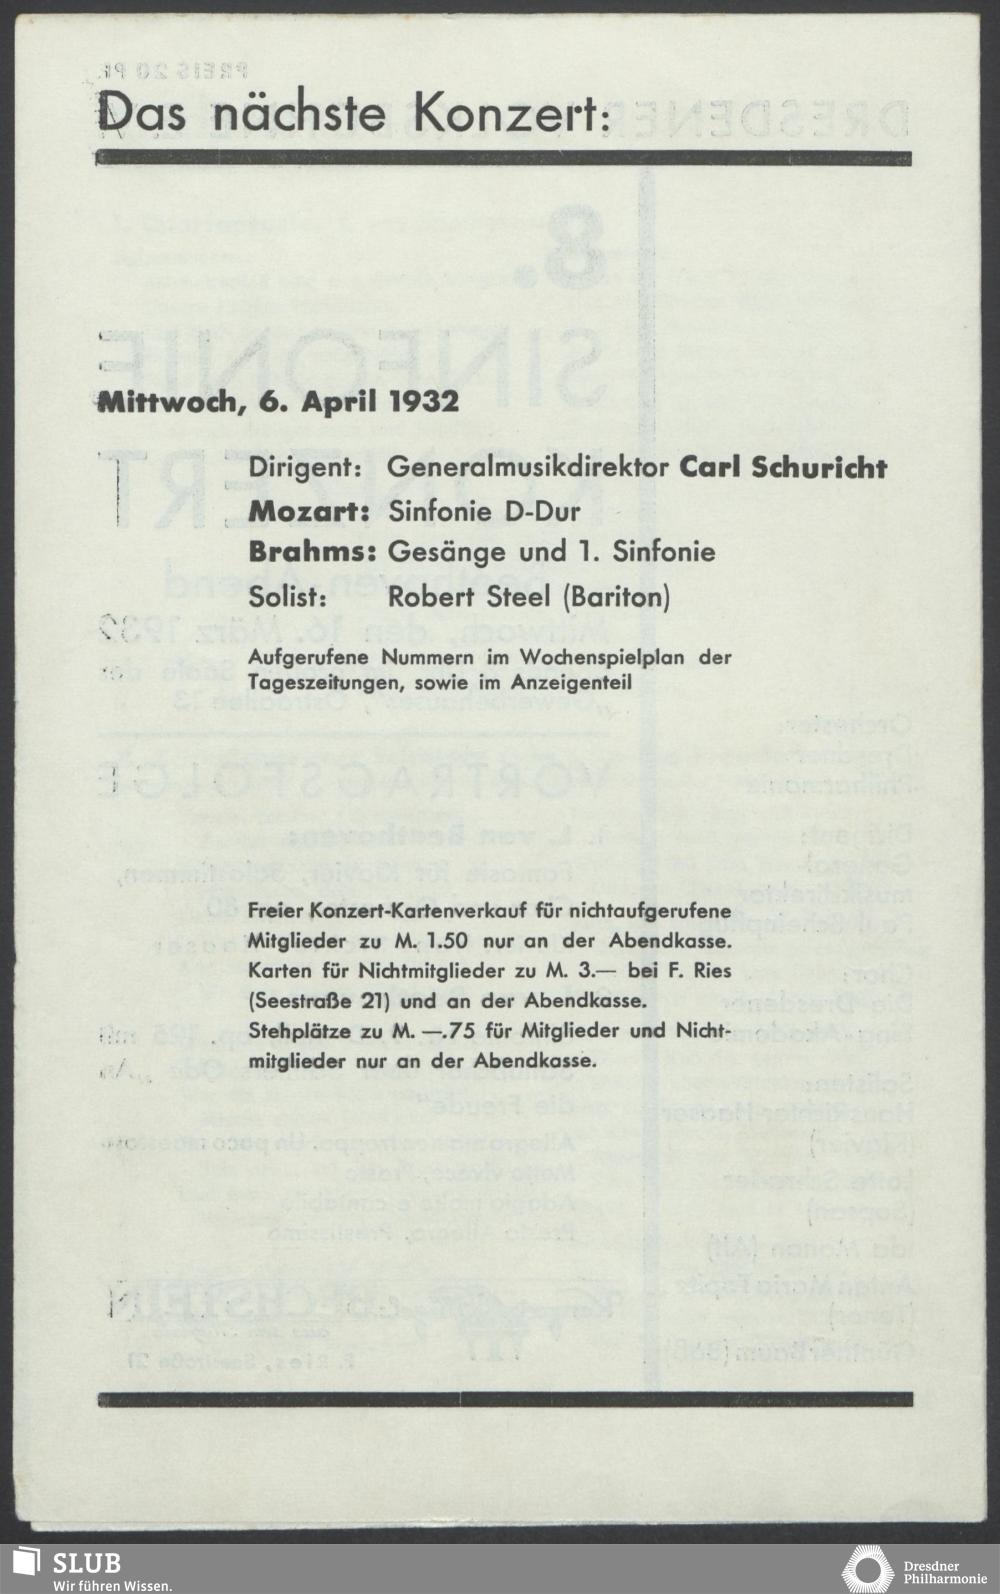 Das nächste Konzert:
Mittwoch, 6. April 1932
Dirigent: Generalmusikdirektor Carl Schuricht
Mozart: Sinfonie D-Dur
Brahms: Gesänge und 1. Sinfonie
Solist: Robert Steel (Bariton)
Aufgerufene Nummern im Wochenspielplan der
Tageszeitungen, sowie im Anzeigenteil
Freier Konzert-Kartenverkauf für nichtaufgerufene
Mitglieder zu M. 1.50 nur an der Abendkasse.
Karten für Nichtmitglieder zu M. 3.— bei F. Ries
(Seestraße 21) und an der Abendkasse.
Stehplätze zu M. —.75 für Mitglieder und Nicht-
mitglieder nur an der Abendkasse.
SLUB
Wir führen Wissen.
Dresdner
Philharmonie